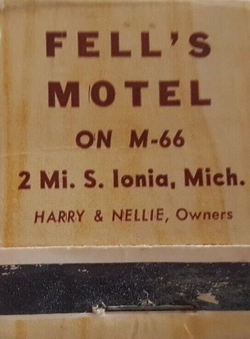 FELL'S
MOTEL
ON M-66
2 Mi. S. Ionia, Mich.
HARRY & NELLIE, Owners